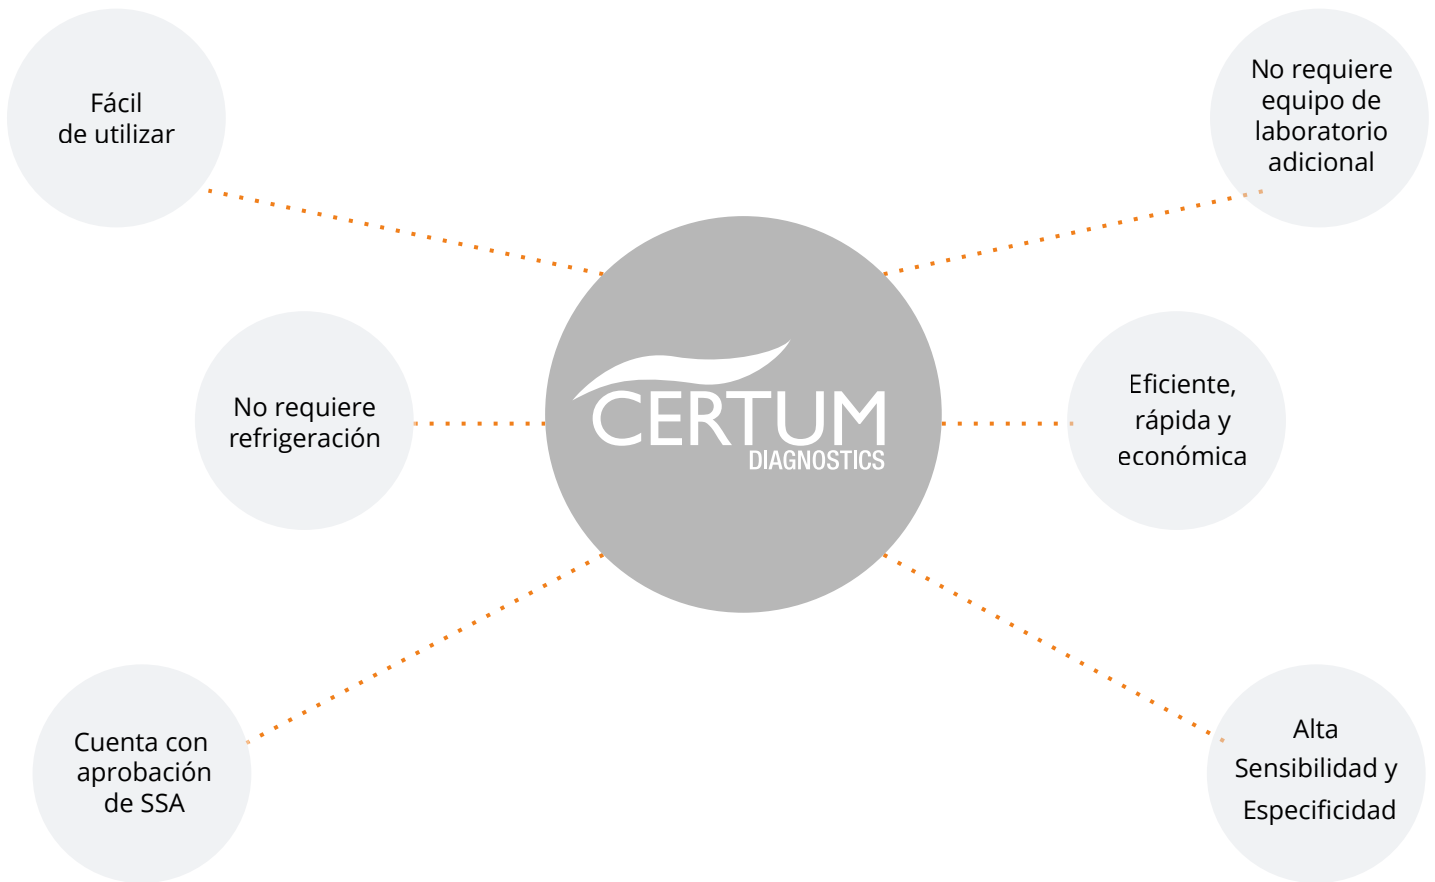 Fácil
de utilizar
No requiere
equipo de
laboratorio
adicional
No requiere
refrigeración
CERTUM
DIAGNOSTICS
Eficiente,
rápida y
económica
Cuenta con
aprobación
de SSA
Alta
Sensibilidad y
Especificidad